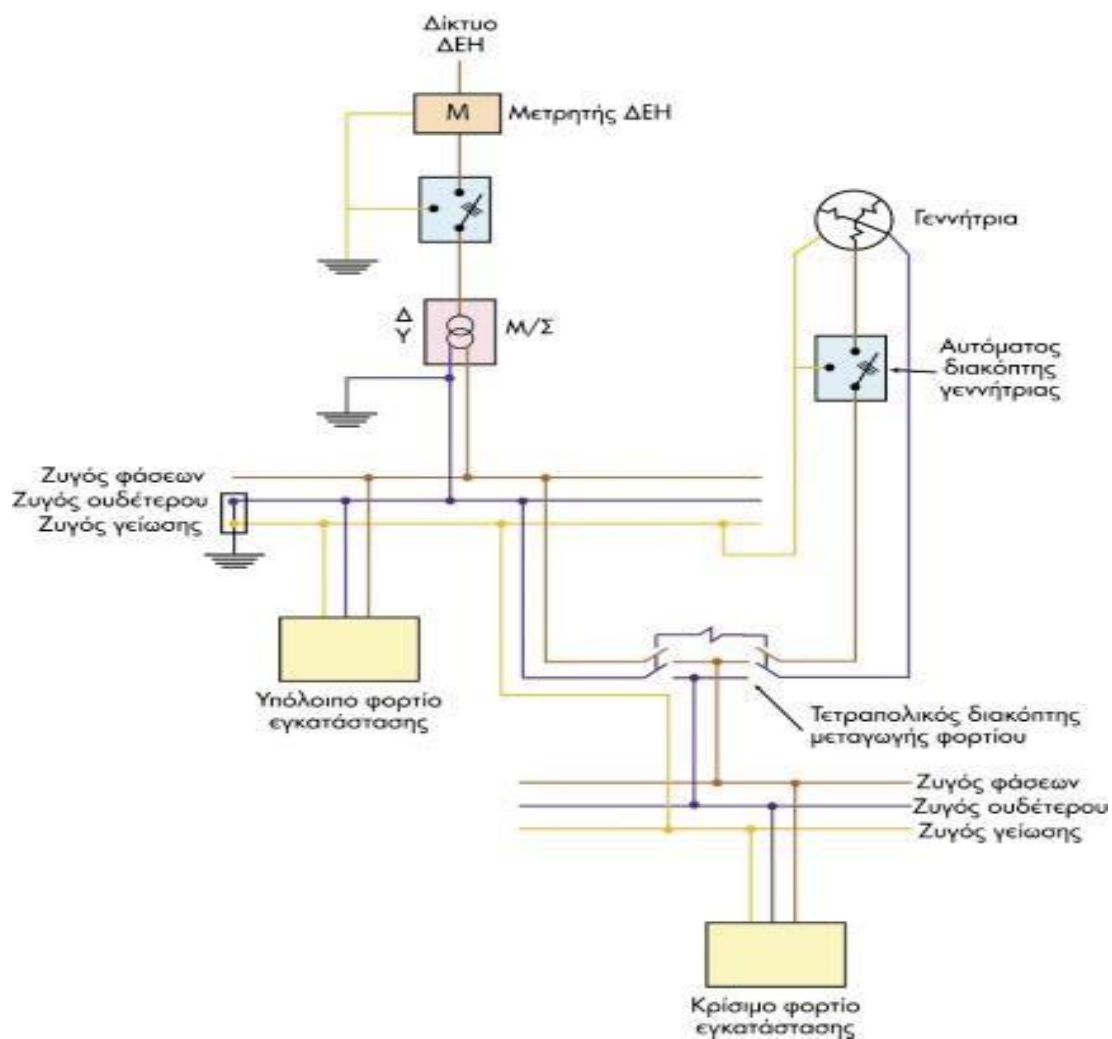 Δίκτυο
ΔΕΗ
Μ
Μετρητής ΔΕΗ
Γεννήτρια
Δ
Υ
Μ/Σ
Αυτόματος
διακόπτης
γεννήτριας
Ζυγός φάσεων
Ζυγός ουδέτερου
Ζυγός γείωσης
Υπόλοιπο φορτίο
εγκατάστασης
Τετραπολικός διακόπτης
μεταγωγής φορτίου
Ζυγός φάσεων
Ζυγός ουδέτερου
Ζυγός γείωσης
Κρίσιμο φορτίο
εγκατάστασης